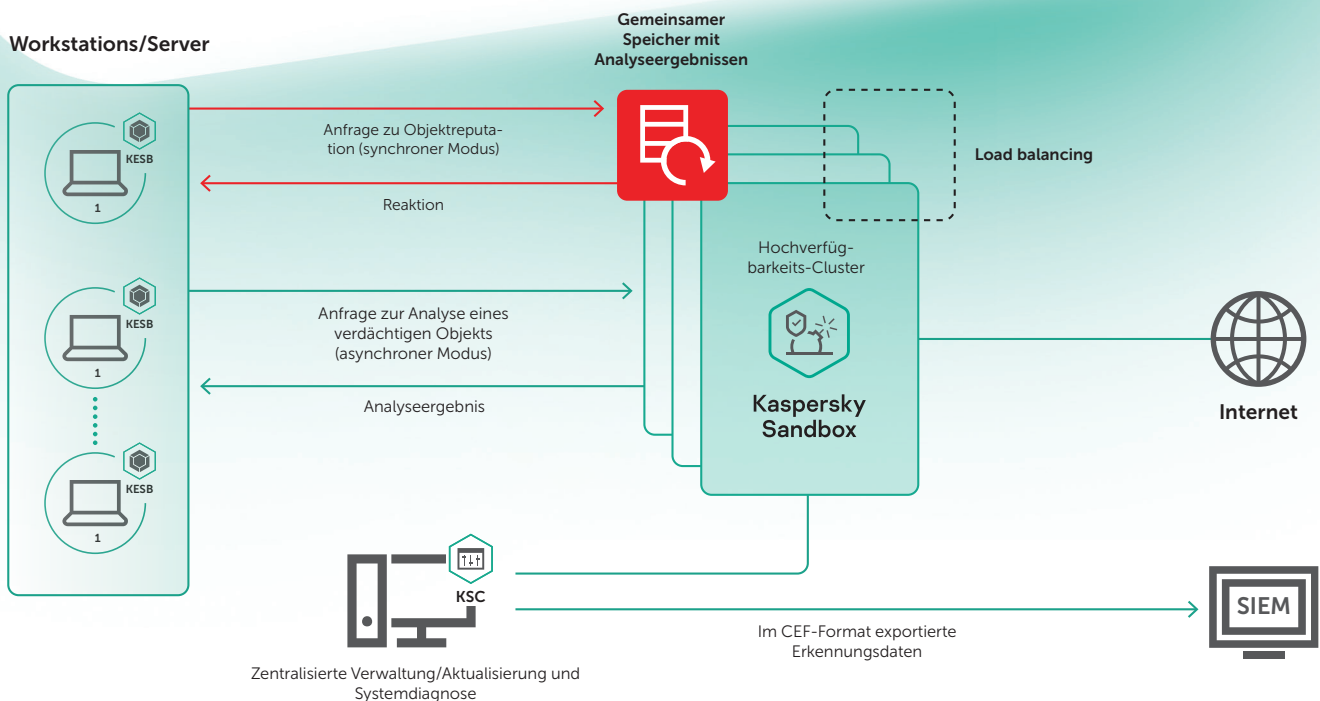 Workstations/Server
Gemeinsamer
Speicher mit
Analyseergebnissen
KESB
1
Anfrage zu Objektreputa-
tion (synchroner Modus)
Reaktion
Load balancing
Hochverfüg-
barkeits-Cluster
KESB
1
Anfrage zur Analyse eines
verdächtigen Objekts
(asynchroner Modus)
Analyseergebnis
Kaspersky
Sandbox
Internet
KESB
1
KSC
Zentralisierte Verwaltung/Aktualisierung und
Systemdiagnose
Im CEF-Format exportierte
Erkennungsdaten
SIEM